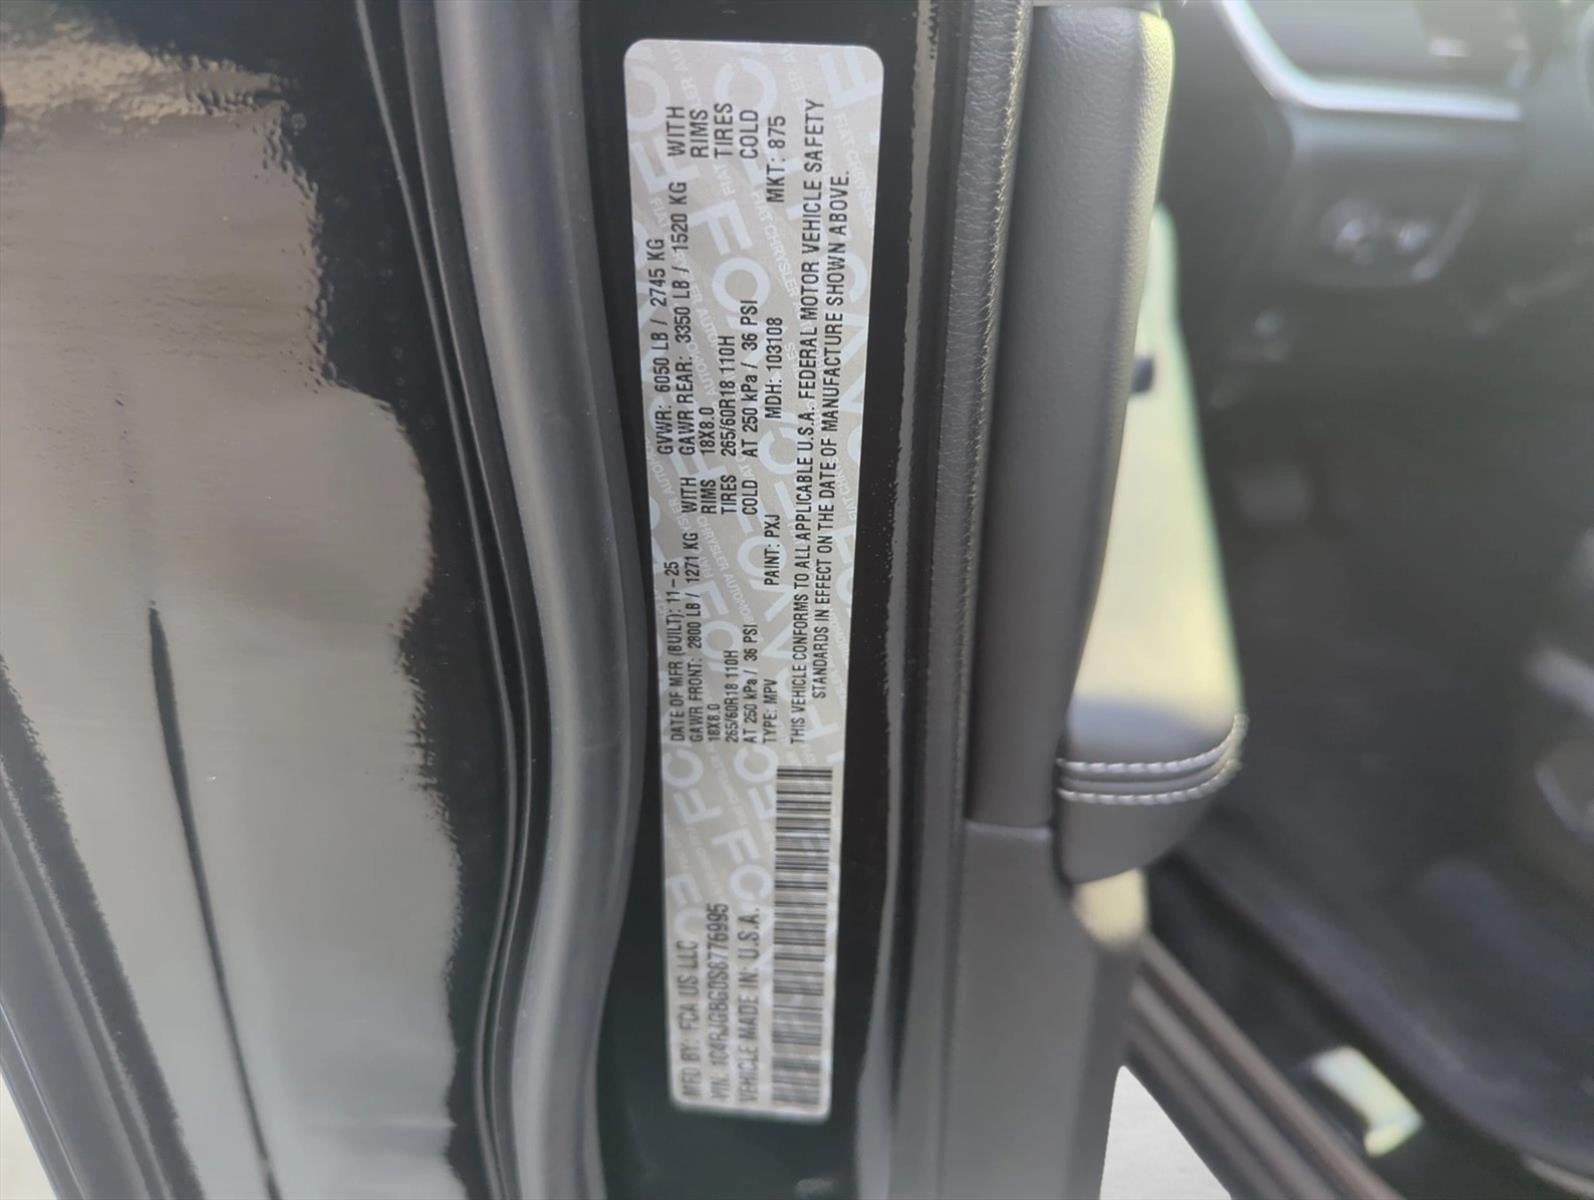 MFD BY: FCA US LLC
VIN: 1C4RJGBG0S8776995
VEHICLE MADE IN: U.S.A.
DATE OF MFR (BUILT): 11-25 GVWR: 6050 LB / 2745 KG
GAWR FRONT: 2800 LB / 1271 KG WITH GAWR REAR: 3350 LB / 1520 KG WITH
18X8.0 RIMS 18X8.0 RIMS
265/60R18 110H TIRES 265/60R18 110H TIRES
AT 250 kPa / 36 PSI COLD AT 250 kPa / 36 PSI COLD
TYPE: MPV PAINT: PXJ MDH: 103108 MKT: 875
THIS VEHICLE CONFORMS TO ALL APPLICABLE U.S.A. FEDERAL MOTOR VEHICLE SAFETY
STANDARDS IN EFFECT ON THE DATE OF MANUFACTURE SHOWN ABOVE.